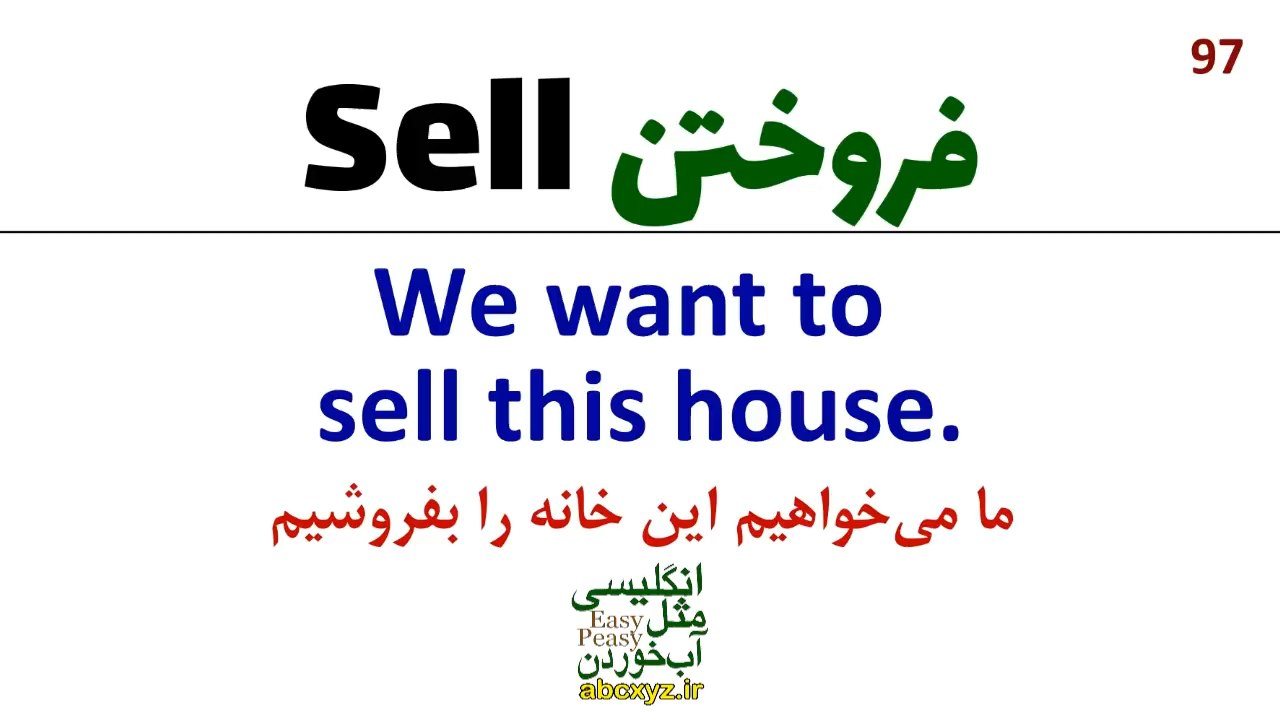 97
Sell فروختن
We want to
sell this house.
ما می‌خواهیم این خانه را بفروشیم
انگلیسی
مثل Easy
Peasy
آب‌خوردن
abcxyz.ir